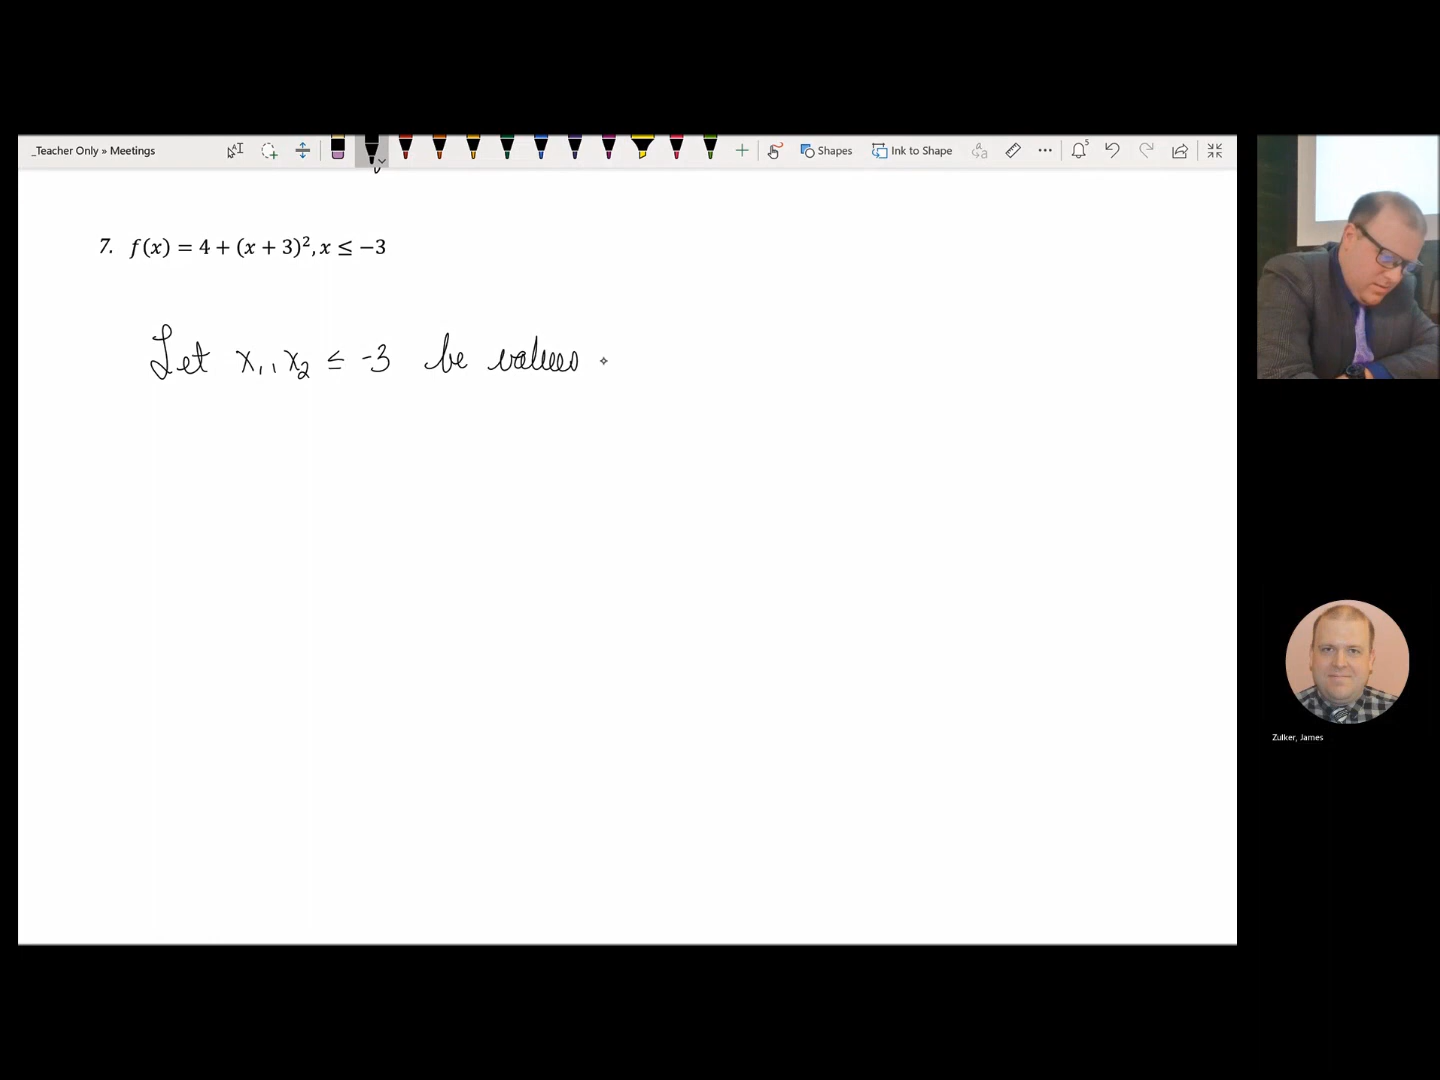 _Teacher Only » Meetings
Shapes
Ink to Shape
5
7. f(x) = 4 + (x + 3)², x ≤ −3
Let x₁, x₂ ≤ -3 be values
Zulker, James